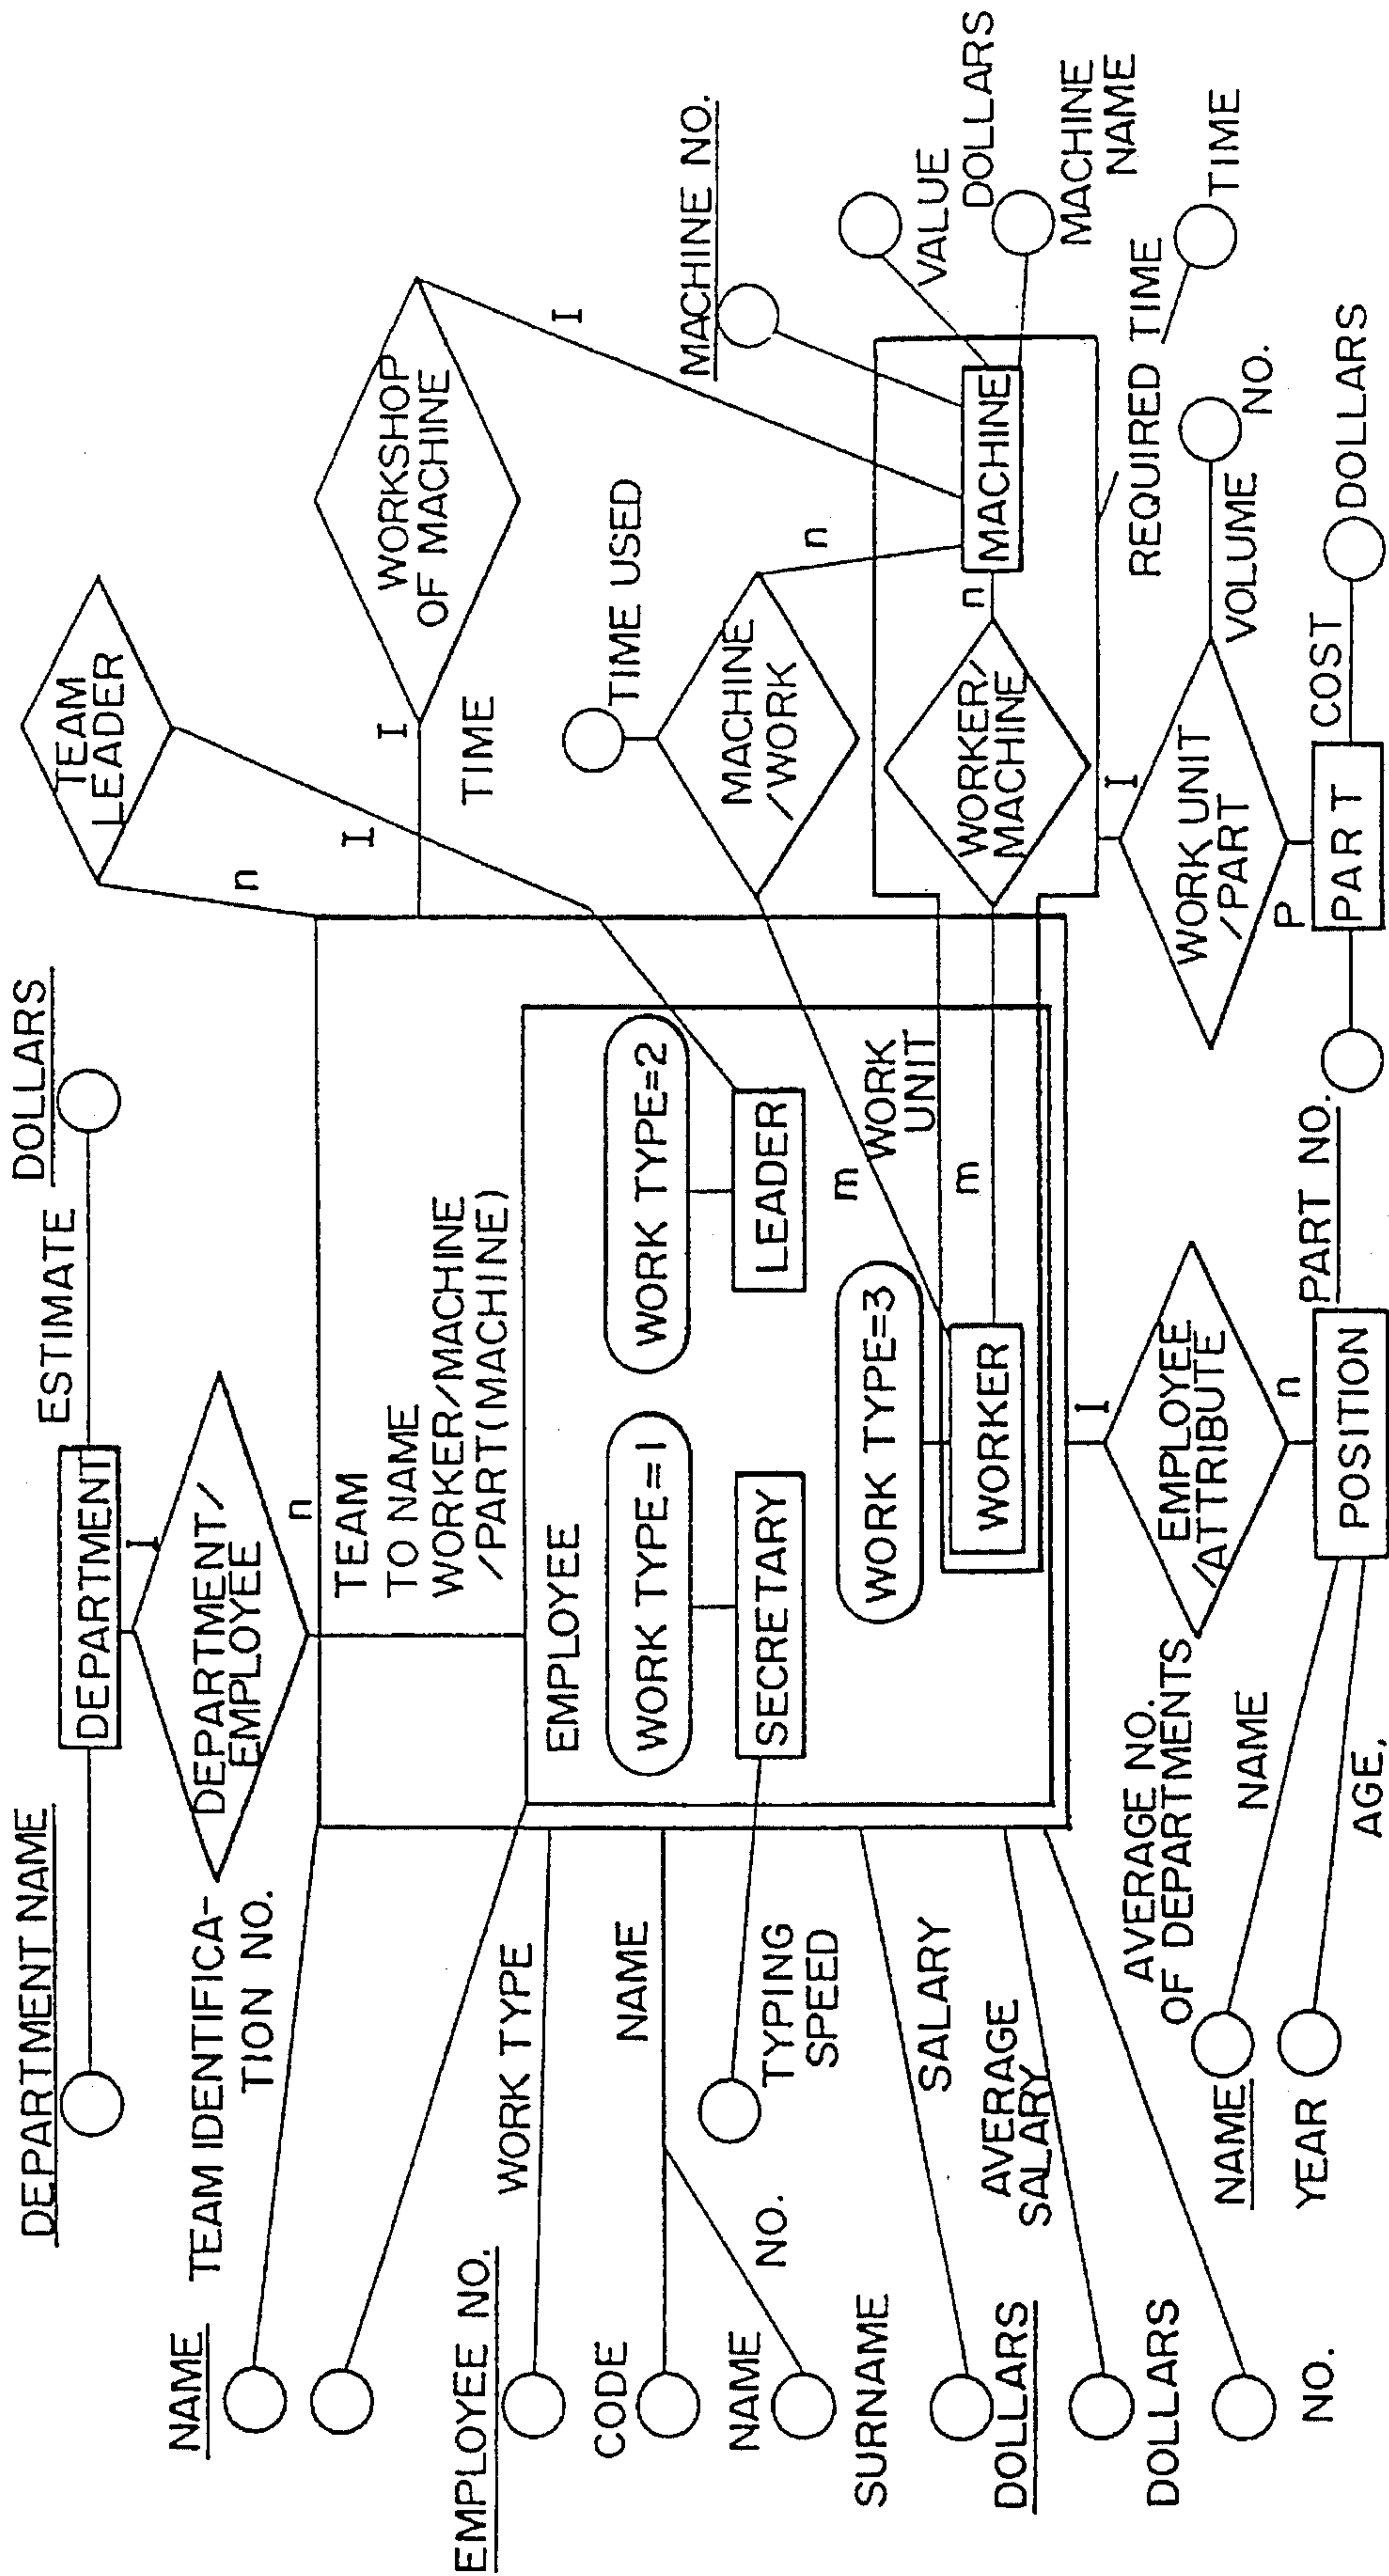 DEPARTMENT NAME
DEPARTMENT
ESTIMATE
DOLLARS
I
DEPARTMENT/
EMPLOYEE
n
TEAM
LEADER
n
I
WORKSHOP
OF MACHINE
I
I
TIME
NAME
TEAM IDENTIFICA-
TION NO.
TEAM
TO NAME
WORKER/MACHINE
/PART(MACHINE)
EMPLOYEE NO.
WORK TYPE
EMPLOYEE
WORK TYPE=1
SECRETARY
WORK TYPE=2
LEADER
WORK TYPE=3
WORKER
CODE
NAME
NAME
NO.
TYPING
SPEED
SURNAME
SALARY
DOLLARS
AVERAGE
SALARY
DOLLARS
NO.
AVERAGE NO.
OF DEPARTMENTS
TIME USED
MACHINE
/WORK
n
m
WORK
UNIT
m
WORKER/
MACHINE
n
MACHINE
MACHINE NO.
VALUE
DOLLARS
MACHINE
NAME
REQUIRED TIME
TIME
I
WORK UNIT
/PART
VOLUME
NO.
P
PART
COST
DOLLARS
PART NO.
I
EMPLOYEE
/ATTRIBUTE
n
POSITION
NAME
NAME
AGE,
YEAR